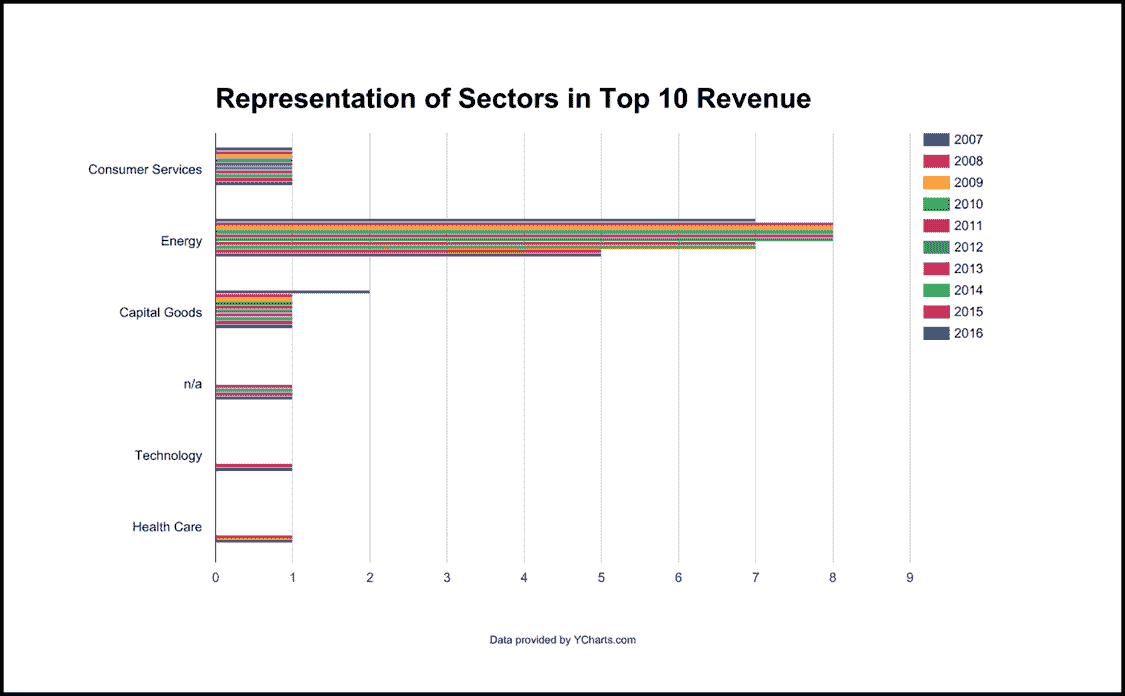 Representation of Sectors in Top 10 Revenue
Consumer Services
Energy
Capital Goods
n/a
Technology
Health Care
0 1 2 3 4 5 6 7 8 9
2007
2008
2009
2010
2011
2012
2013
2014
2015
2016
Data provided by YCharts.com